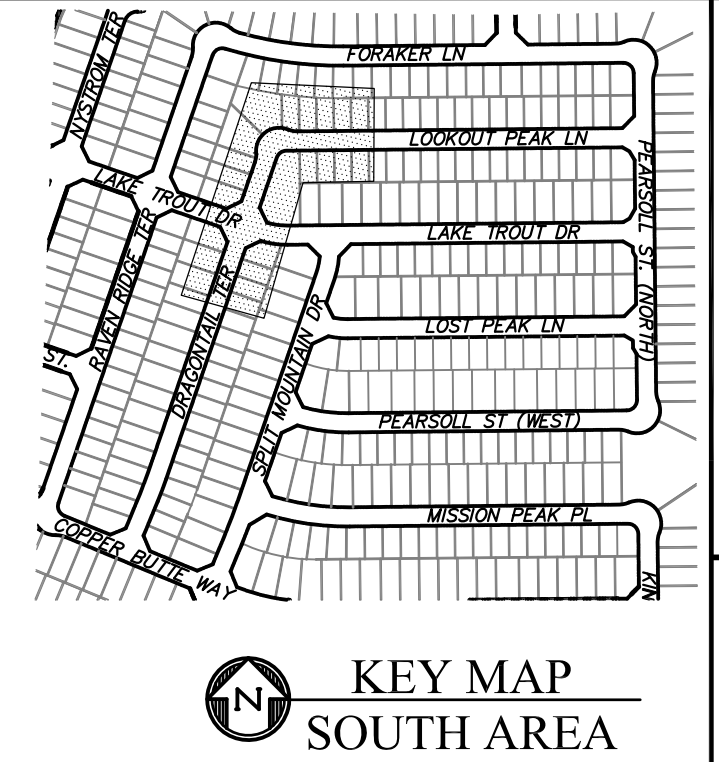 NYSTROM TER
FORAKER LN
LOOKOUT PEAK LN
PEARSOLL ST. (NORTH)
LAKE TROUT DR
LAKE TROUT DR
RAVEN RIDGE TER
DRAGONTAIL TER
SPLIT MOUNTAIN DR
LOST PEAK LN
ST.
PEARSOLL ST (WEST)
MISSION PEAK PL
COPPER BUTTE WAY
KIN
N
KEY MAP
SOUTH AREA